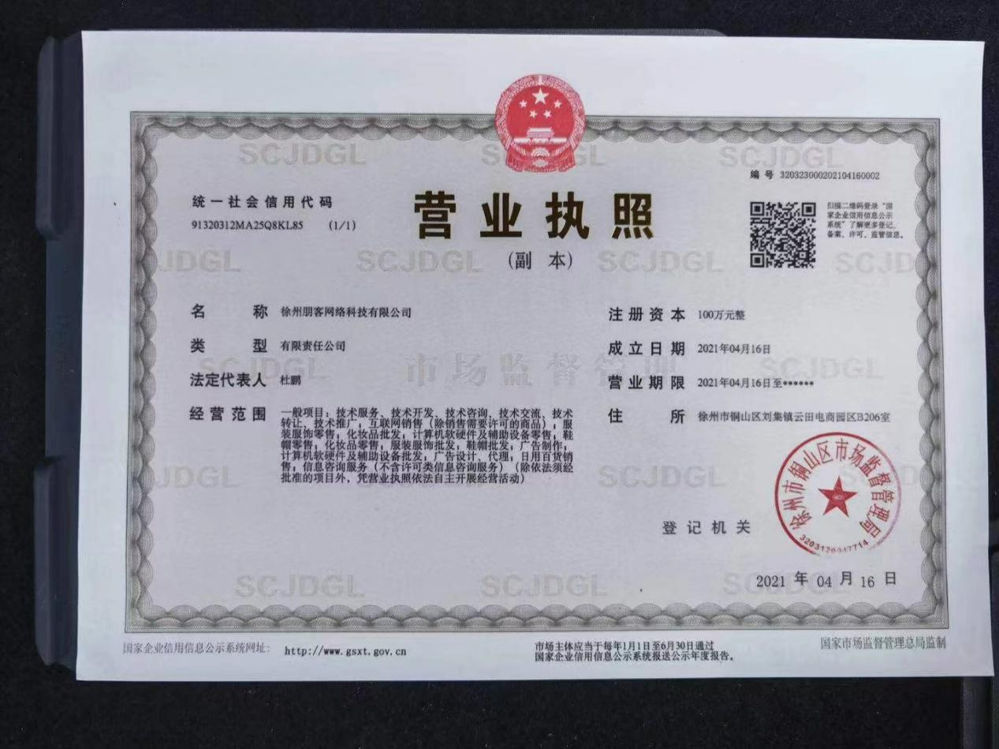 编 号 320323000202104160002
统一社会信用代码
91320312MA25Q8KL85 (1/1)
营业执照
(副 本)
扫描二维码登录“国
家企业信用信息公示
系统”了解更多登记、
备案、许可、监管信息。
名 称 徐州朋客网络科技有限公司
类 型 有限责任公司
法定代表人 杜鹏
经营范围 一般项目：技术服务、技术开发、技术咨询、技术交流、技术
转让、技术推广；互联网销售（除销售需要许可的商品）；服
装服饰零售；化妆品批发；计算机软硬件及辅助设备零售；鞋
帽零售；化妆品零售；服装服饰批发；鞋帽批发；广告制作；
计算机软硬件及辅助设备批发；广告设计、代理；日用百货销
售；信息咨询服务（不含许可类信息咨询服务）（除依法须经
批准的项目外，凭营业执照依法自主开展经营活动）
注册资本 100万元整
成立日期 2021年04月16日
营业期限 2021年04月16日至******
住 所 徐州市铜山区刘集镇云田电商园区B206室
登记机关
徐州市铜山区市场监督管理局
2021 年 04 月 16 日
SCJDGL
市场监督管理
国家企业信用信息公示系统网址： http://www.gsxt.gov.cn
市场主体应当于每年1月1日至6月30日通过
国家企业信用信息公示系统报送公示年度报告。
国家市场监督管理总局监制